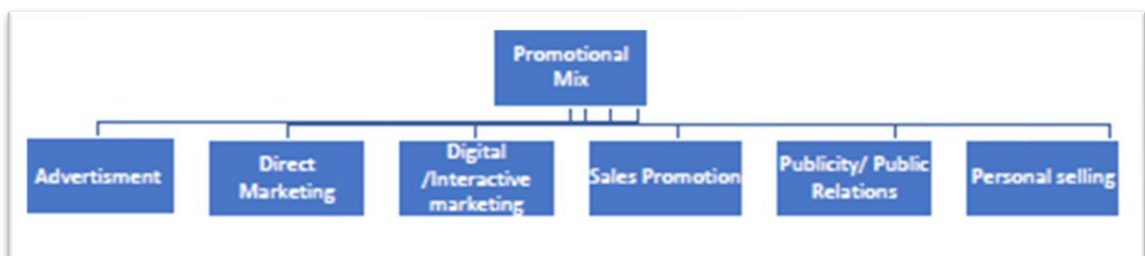 Promotional
Mix
Advertisment
Direct
Marketing
Digital
/Interactive
marketing
Sales Promotion
Publicity/ Public
Relations
Personal selling